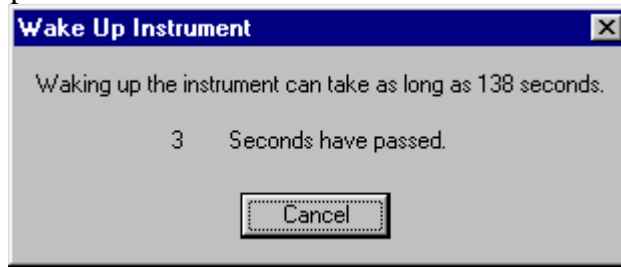 Wake Up Instrument
Waking up the instrument can take as long as 138 seconds.
3 Seconds have passed.
Cancel